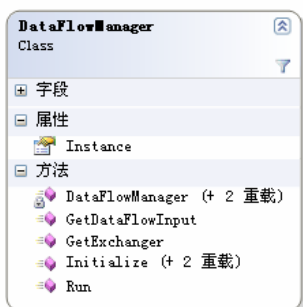 DataFlowManager
Class
字段
属性
Instance
方法
DataFlowManager (+ 2 重载)
GetDataFlowInput
GetExchanger
Initialize (+ 2 重载)
Run